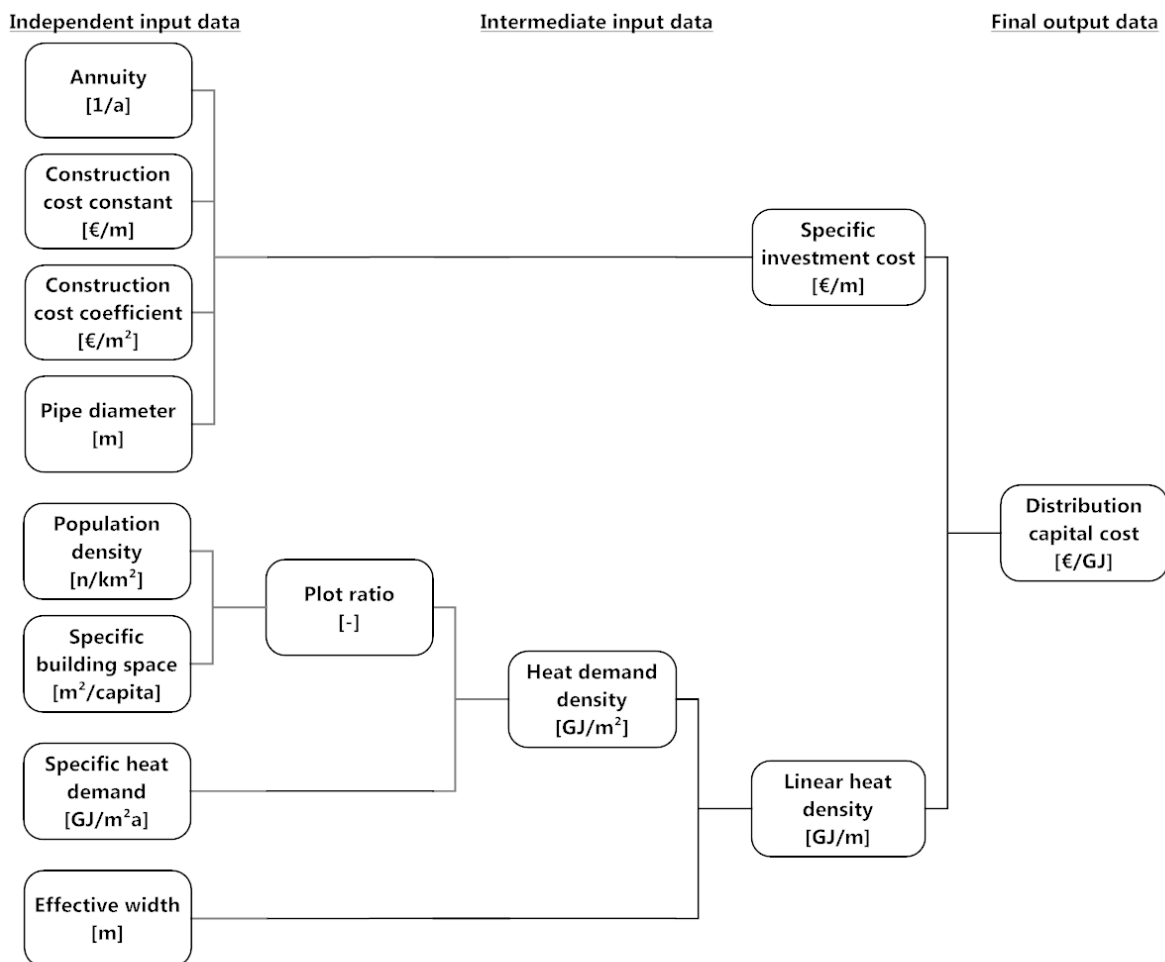 Independent input data
Intermediate input data
Final output data
Annuity
[1/a]
Construction
cost constant
[€/m]
Construction
cost coefficient
[€/m²]
Pipe diameter
[m]
Specific
investment cost
[€/m]
Population
density
[n/km²]
Specific
building space
[m²/capita]
Plot ratio
[-]
Specific heat
demand
[GJ/m²a]
Heat demand
density
[GJ/m²]
Effective width
[m]
Linear heat
density
[GJ/m]
Distribution
capital cost
[€/GJ]